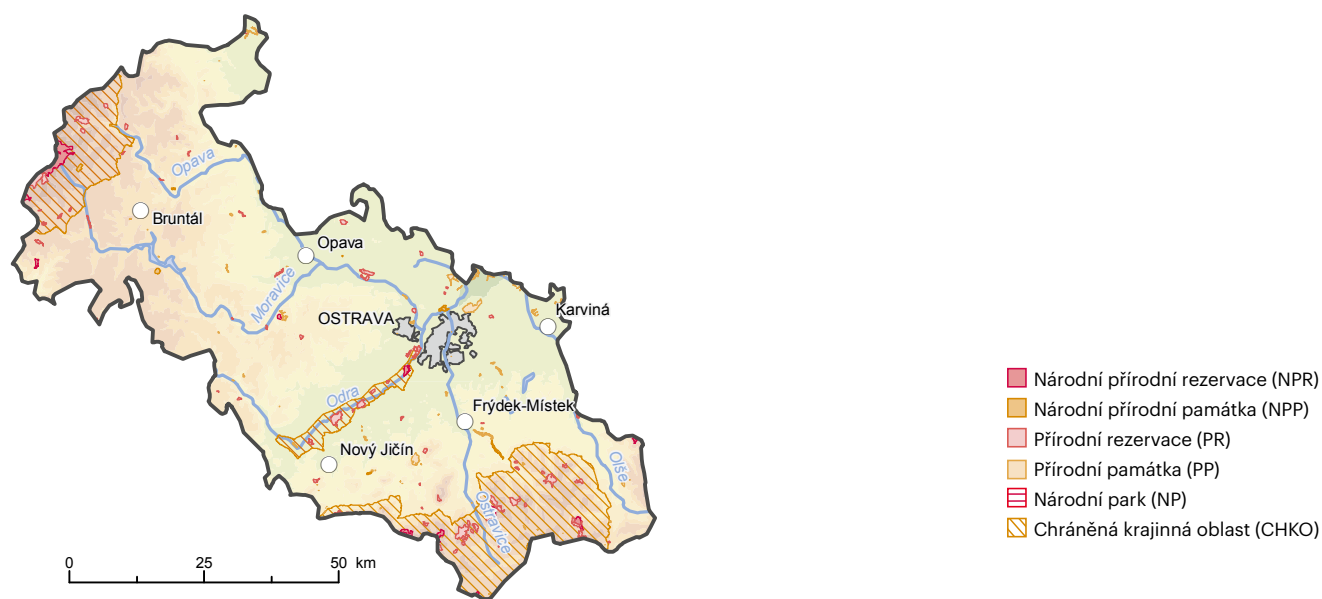 Opava
Bruntál
Opava
Moravice
OSTRAVA
Karviná
Odra
Frýdek-Místek
Nový Jičín
Olše
Ostravice
0 25 50 km
Národní přírodní rezervace (NPR)
Národní přírodní památka (NPP)
Přírodní rezervace (PR)
Přírodní památka (PP)
Národní park (NP)
Chráněná krajinná oblast (CHKO)